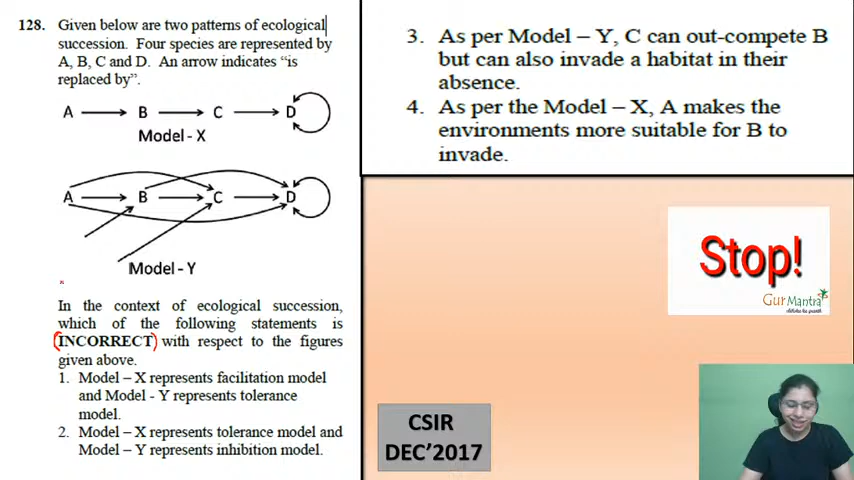 128. Given below are two patterns of ecological
succession. Four species are represented by
A, B, C and D. An arrow indicates "is
replaced by".
A B C D
Model - X
A B C D
Model - Y
In the context of ecological succession,
which of the following statements is
(INCORRECT) with respect to the figures
given above.
1. Model – X represents facilitation model
and Model - Y represents tolerance
model.
2. Model – X represents tolerance model and
Model – Y represents inhibition model.
3. As per Model – Y, C can out-compete B
but can also invade a habitat in their
absence.
4. As per the Model – X, A makes the
environments more suitable for B to
invade.
Stop!
GurMantra
CSIR
DEC'2017